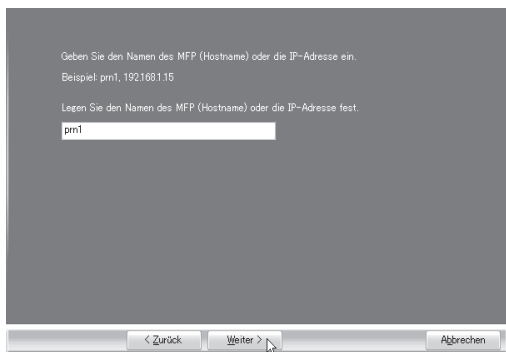 Geben Sie den Namen des MFP (Hostname) oder die IP-Adresse ein.
Beispiel: prn1, 192.168.1.15
Legen Sie den Namen des MFP (Hostname) oder die IP-Adresse fest.
prn1
< Zurück Weiter > Abbrechen